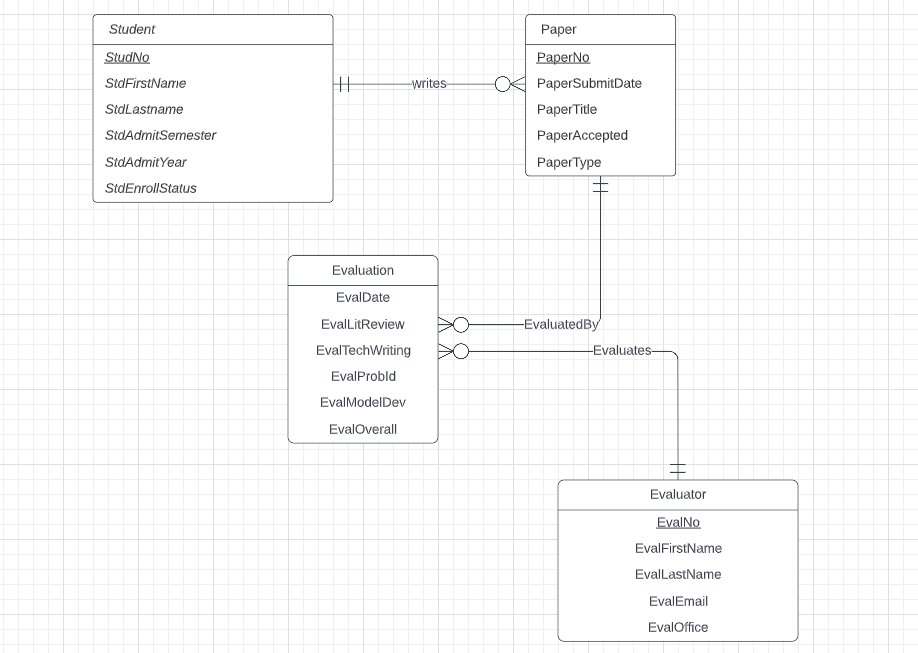 Student
StudNo
StdFirstName
StdLastname
StdAdmitSemester
StdAdmitYear
StdEnrollStatus
writes
Paper
PaperNo
PaperSubmitDate
PaperTitle
PaperAccepted
PaperType
Evaluation
EvalDate
EvalLitReview
EvalTechWriting
EvalProbId
EvalModelDev
EvalOverall
EvaluatedBy
Evaluates
Evaluator
EvalNo
EvalFirstName
EvalLastName
EvalEmail
EvalOffice